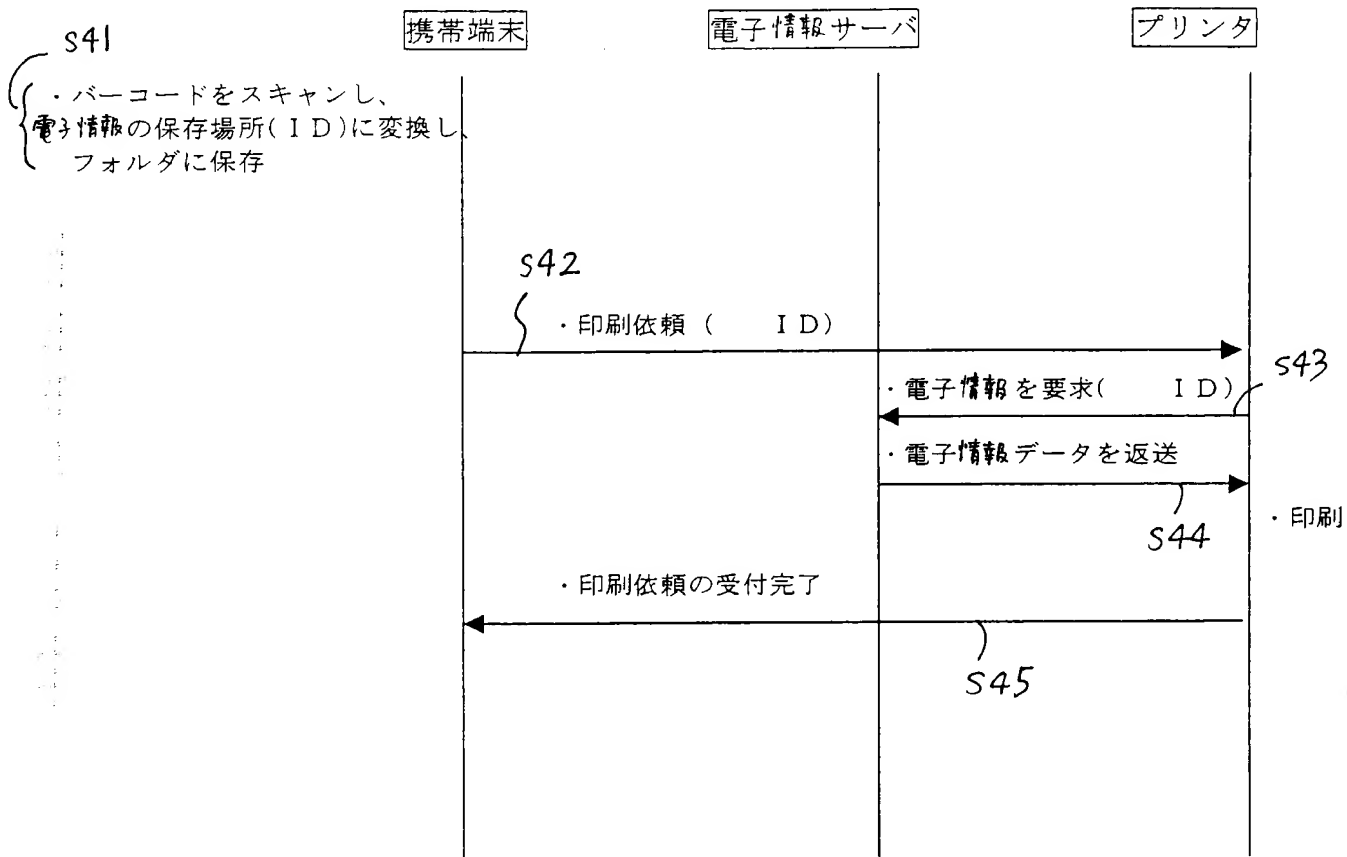 携帯端末
電子情報サーバ
プリンタ
S41
・バーコードをスキャンし、
電子情報の保存場所(ID)に変換し、
フォルダに保存
S42
・印刷依頼(　　ID)
S43
・電子情報を要求(　　ID)
・電子情報データを返送
S44
・印刷
・印刷依頼の受付完了
S45